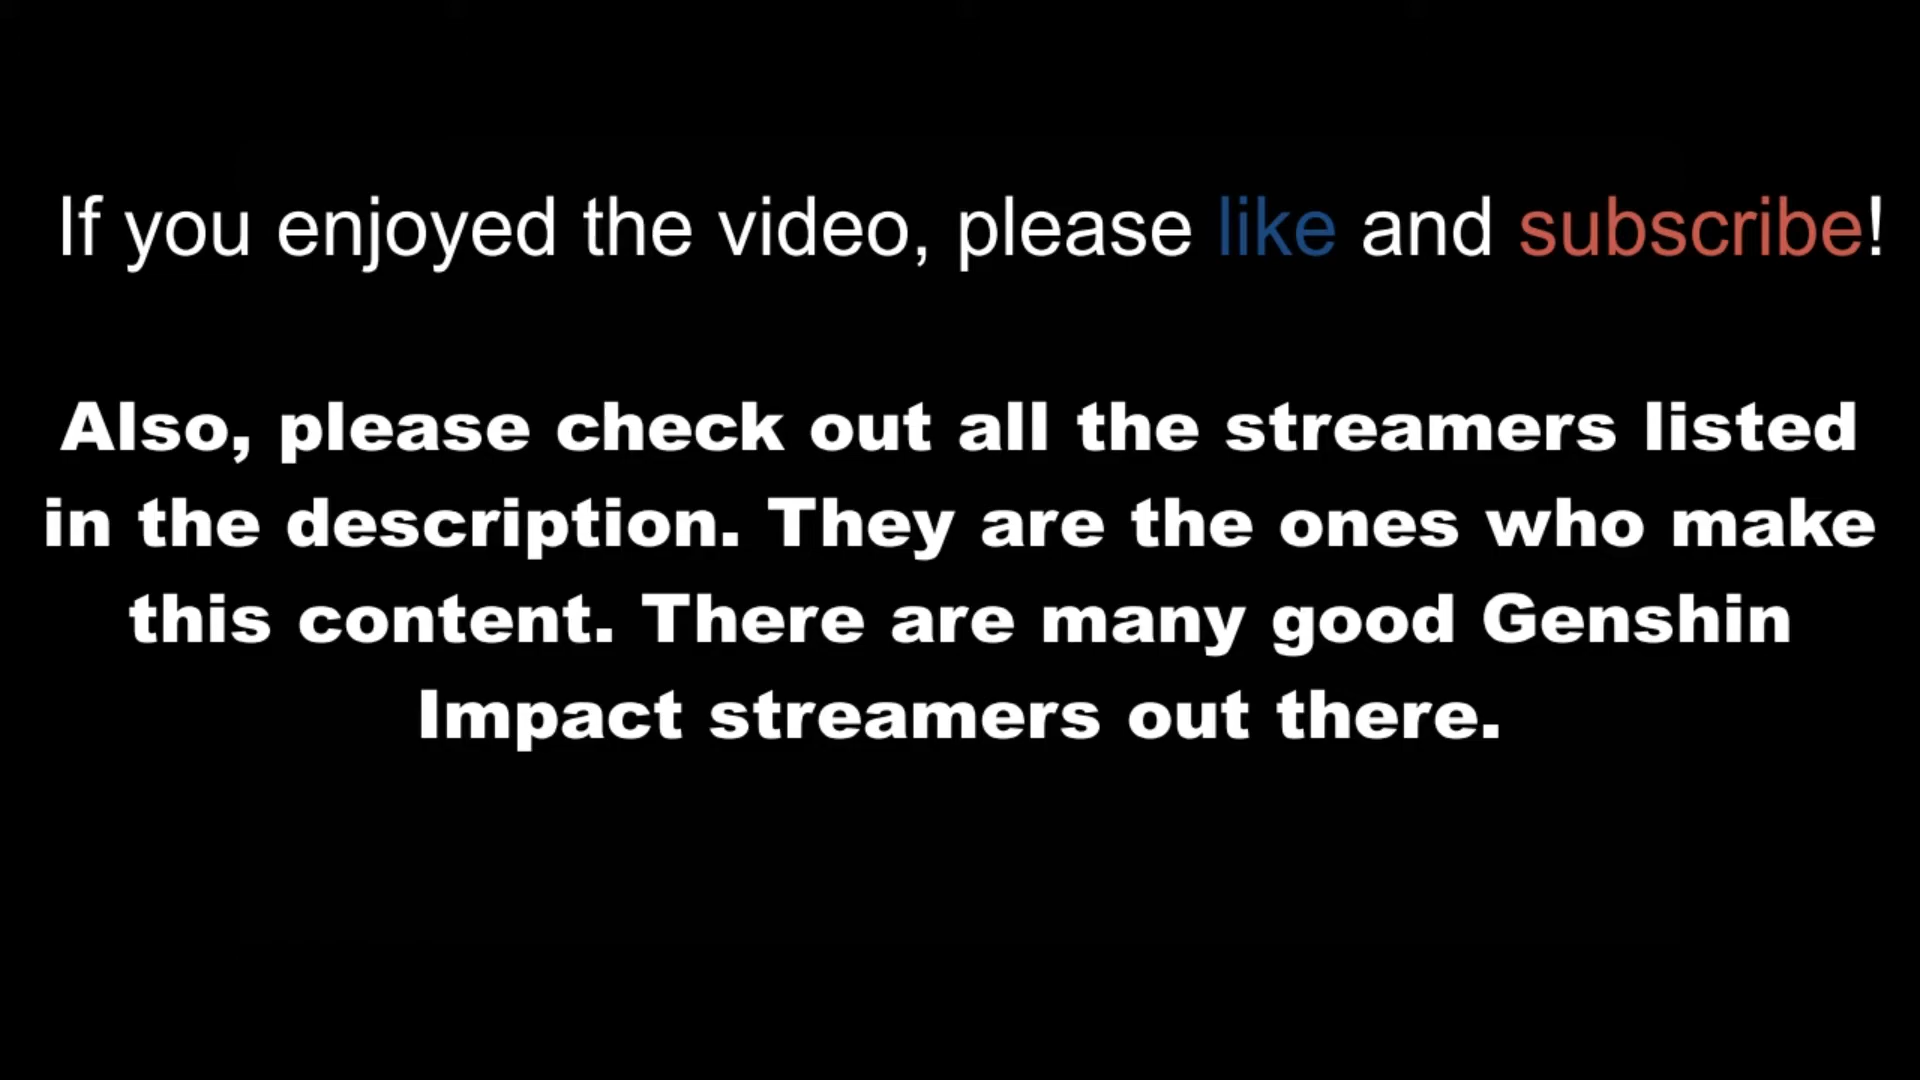 If you enjoyed the video, please like and subscribe!
Also, please check out all the streamers listed
in the description. They are the ones who make
this content. There are many good Genshin
Impact streamers out there.